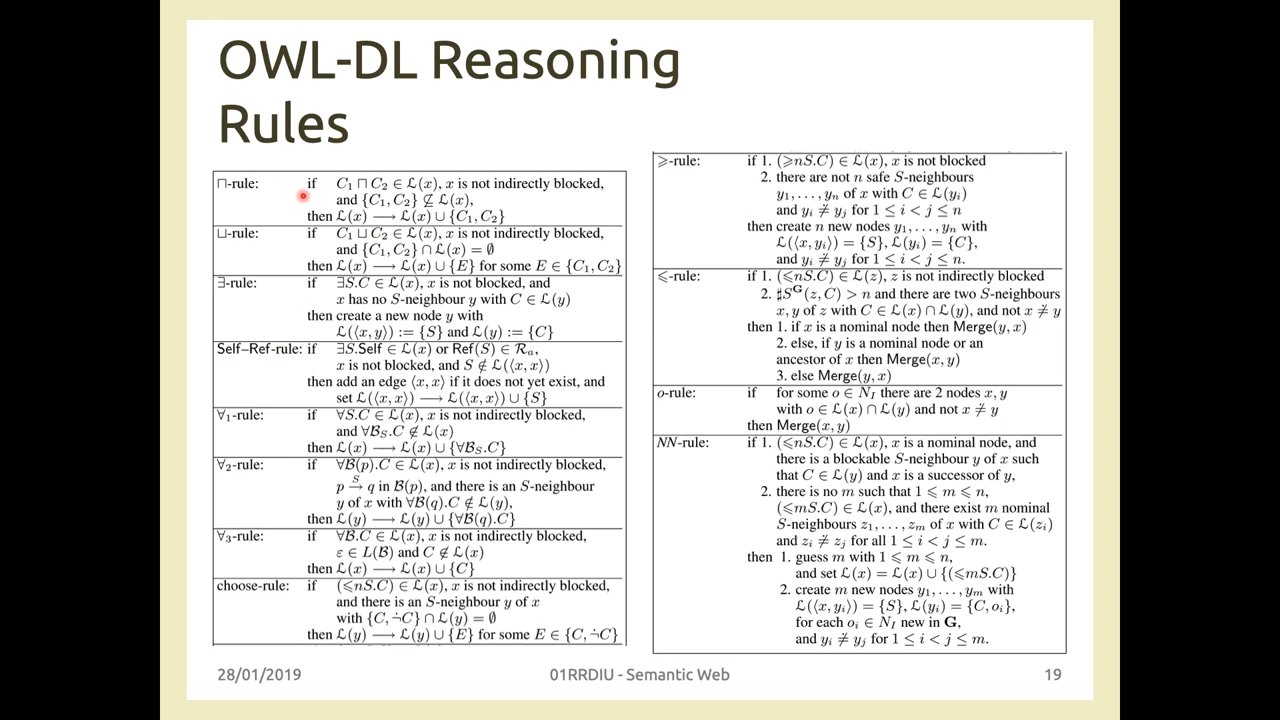 OWL-DL Reasoning
Rules
⊓-rule: if C₁ ⊓ C₂ ∈ ℒ(x), x is not indirectly blocked,
and {C₁, C₂} ⊈ ℒ(x),
then ℒ(x) ⟶ ℒ(x) ∪ {C₁, C₂}
⊔-rule: if C₁ ⊔ C₂ ∈ ℒ(x), x is not indirectly blocked,
and {C₁, C₂} ∩ ℒ(x) = ∅
then ℒ(x) ⟶ ℒ(x) ∪ {E} for some E ∈ {C₁, C₂}
∃-rule: if ∃S.C ∈ ℒ(x), x is not blocked, and
x has no S-neighbour y with C ∈ ℒ(y)
then create a new node y with
ℒ(⟨x, y⟩) := {S} and ℒ(y) := {C}
Self–Ref-rule: if ∃S.Self ∈ ℒ(x) or Ref(S) ∈ ℛₐ,
x is not blocked, and S ∉ ℒ(⟨x, x⟩)
then add an edge ⟨x, x⟩ if it does not yet exist, and
set ℒ(⟨x, x⟩) ⟶ ℒ(⟨x, x⟩) ∪ {S}
∀₁-rule: if ∀S.C ∈ ℒ(x), x is not indirectly blocked,
and ∀ℬ_S.C ∉ ℒ(x)
then ℒ(x) ⟶ ℒ(x) ∪ {∀ℬ_S.C}
∀₂-rule: if ∀ℬ(p).C ∈ ℒ(x), x is not indirectly blocked,
p →^S q in ℬ(p), and there is an S-neighbour
y of x with ∀ℬ(q).C ∉ ℒ(y),
then ℒ(y) ⟶ ℒ(y) ∪ {∀ℬ(q).C}
∀₃-rule: if ∀ℬ.C ∈ ℒ(x), x is not indirectly blocked,
ε ∈ L(ℬ) and C ∉ ℒ(x)
then ℒ(x) ⟶ ℒ(x) ∪ {C}
choose-rule: if (⩽nS.C) ∈ ℒ(x), x is not indirectly blocked,
and there is an S-neighbour y of x
with {C, ¬̇C} ∩ ℒ(y) = ∅
then ℒ(y) ⟶ ℒ(y) ∪ {E} for some E ∈ {C, ¬̇C}
⩾-rule: if 1. (⩾nS.C) ∈ ℒ(x), x is not blocked
2. there are not n safe S-neighbours
y₁, . . . , yₙ of x with C ∈ ℒ(yᵢ)
and yᵢ ≠̇ yⱼ for 1 ≤ i < j ≤ n
then create n new nodes y₁, . . . , yₙ with
ℒ(⟨x, yᵢ⟩) = {S}, ℒ(yᵢ) = {C},
and yᵢ ≠̇ yⱼ for 1 ≤ i < j ≤ n.
⩽-rule: if 1. (⩽nS.C) ∈ ℒ(z), z is not indirectly blocked
2. ♯S^G(z, C) > n and there are two S-neighbours
x, y of z with C ∈ ℒ(x) ∩ ℒ(y), and not x ≠̇ y
then 1. if x is a nominal node then Merge(y, x)
2. else, if y is a nominal node or an
ancestor of x then Merge(x, y)
3. else Merge(y, x)
o-rule: if for some o ∈ N_I there are 2 nodes x, y
with o ∈ ℒ(x) ∩ ℒ(y) and not x ≠̇ y
then Merge(x, y)
NN-rule: if 1. (⩽nS.C) ∈ ℒ(x), x is a nominal node, and
there is a blockable S-neighbour y of x such
that C ∈ ℒ(y) and x is a successor of y,
2. there is no m such that 1 ⩽ m ⩽ n,
(⩽mS.C) ∈ ℒ(x), and there exist m nominal
S-neighbours z₁, . . . , zₘ of x with C ∈ ℒ(zᵢ)
and zᵢ ≠̇ zⱼ for all 1 ≤ i < j ≤ m.
then 1. guess m with 1 ⩽ m ⩽ n,
and set ℒ(x) = ℒ(x) ∪ {(⩽mS.C)}
2. create m new nodes y₁, . . . , yₘ with
ℒ(⟨x, yᵢ⟩) = {S}, ℒ(yᵢ) = {C, oᵢ},
for each oᵢ ∈ N_I new in G,
and yᵢ ≠̇ yⱼ for 1 ≤ i < j ≤ m.
28/01/2019
01RRDIU - Semantic Web
19